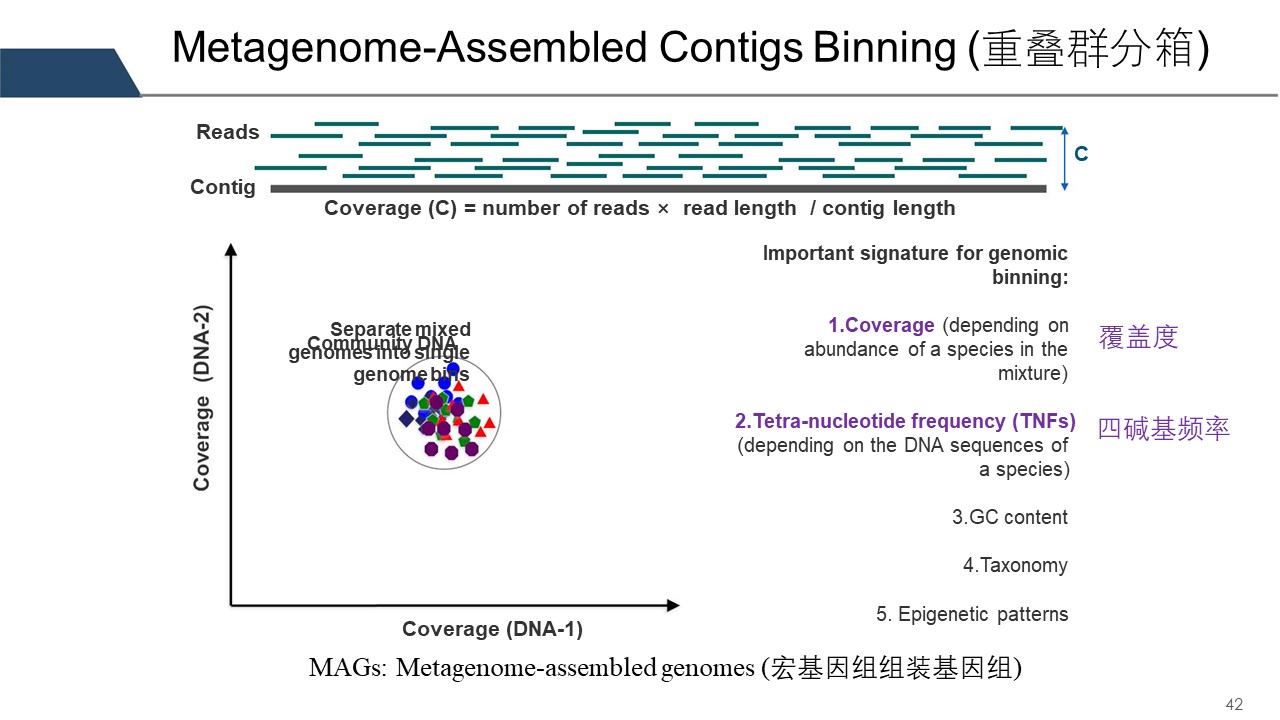 Metagenome-Assembled Contigs Binning (重叠群分箱)
Reads
C
Contig
Coverage (C) = number of reads × read length / contig length
Coverage (DNA-2)
Separate mixed
Community DNA
genomes into single
genome bins
Coverage (DNA-1)
Important signature for genomic
binning:
1.Coverage (depending on
abundance of a species in the
mixture)
覆盖度
2.Tetra-nucleotide frequency (TNFs)
(depending on the DNA sequences of
a species)
四碱基频率
3.GC content
4.Taxonomy
5. Epigenetic patterns
MAGs: Metagenome-assembled genomes (宏基因组组装基因组)
42